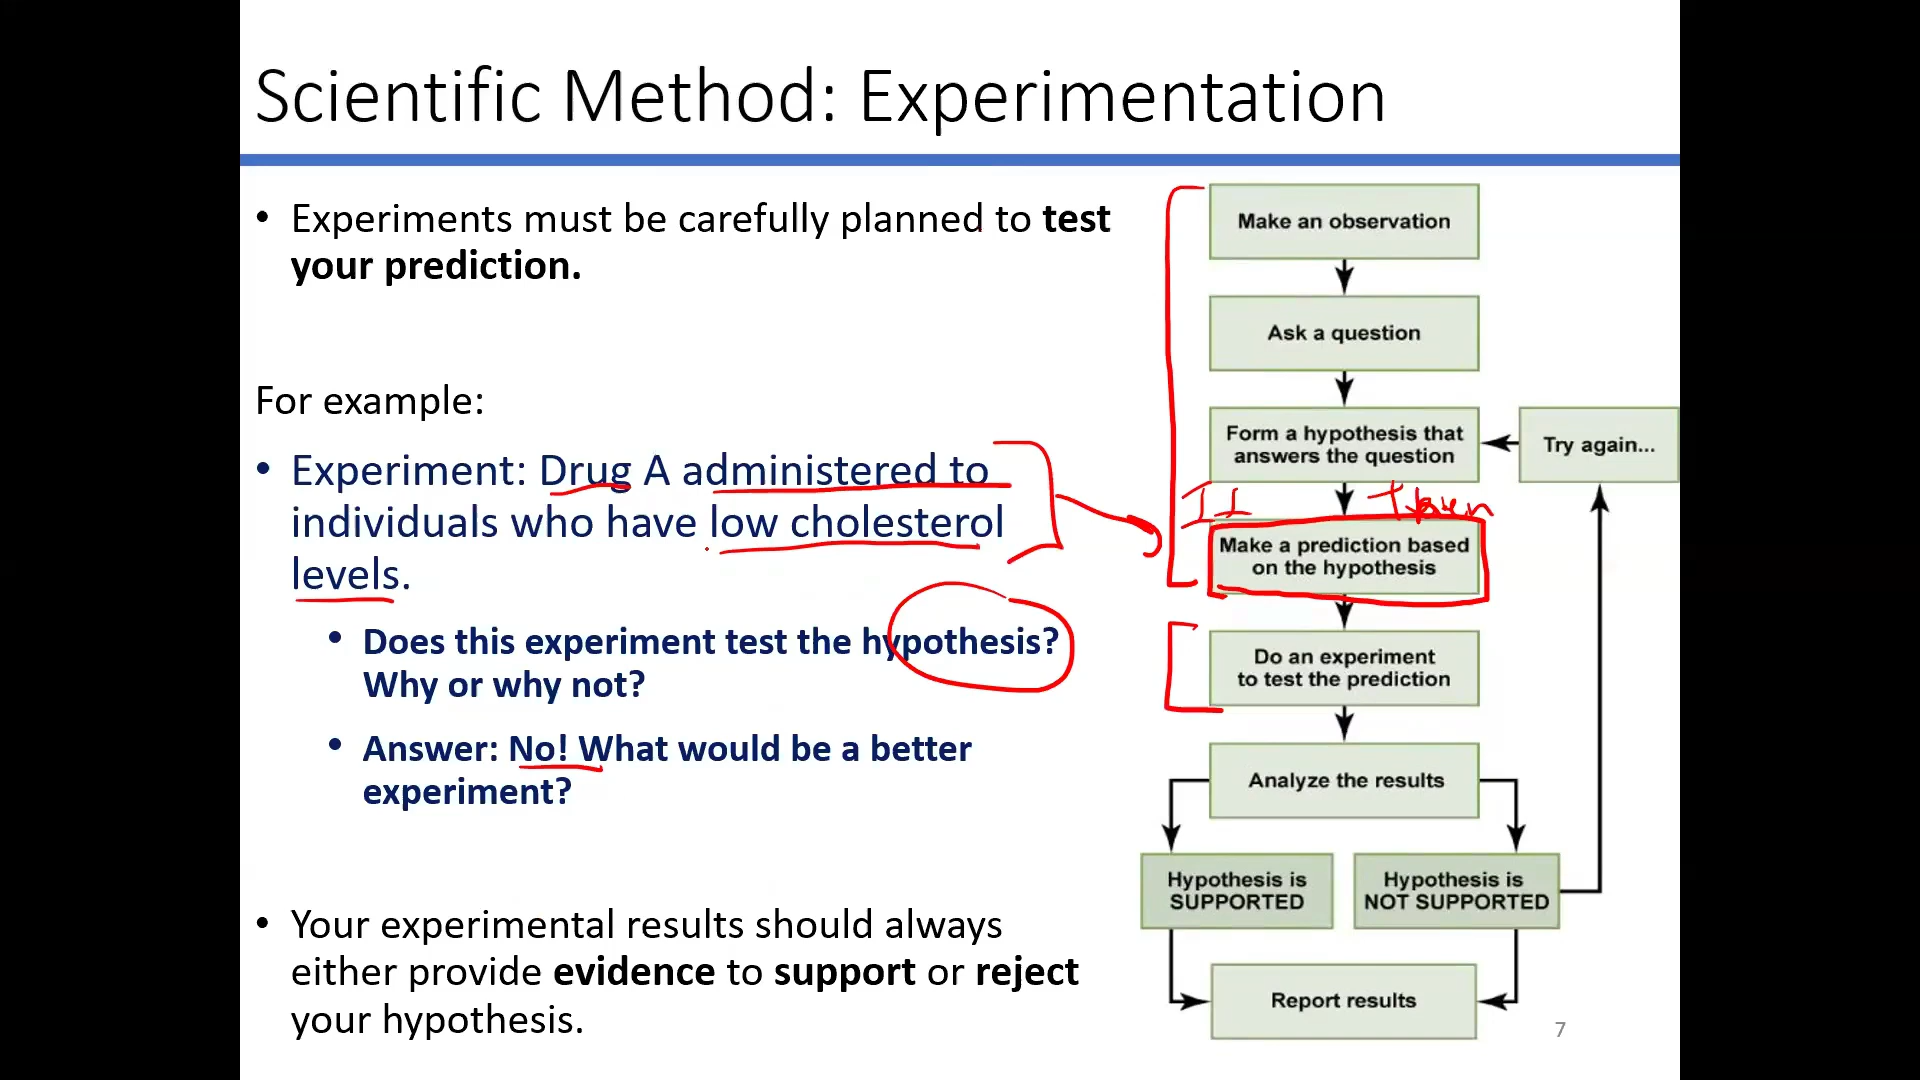 Scientific Method: Experimentation
• Experiments must be carefully planned to test
your prediction.
For example:
• Experiment: Drug A administered to
individuals who have low cholesterol
levels.
• Does this experiment test the hypothesis?
Why or why not?
• Answer: No! What would be a better
experiment?
• Your experimental results should always
either provide evidence to support or reject
your hypothesis.
Make an observation
Ask a question
Form a hypothesis that
answers the question
Try again...
If
Then
Make a prediction based
on the hypothesis
Do an experiment
to test the prediction
Analyze the results
Hypothesis is
SUPPORTED
Hypothesis is
NOT SUPPORTED
Report results
7